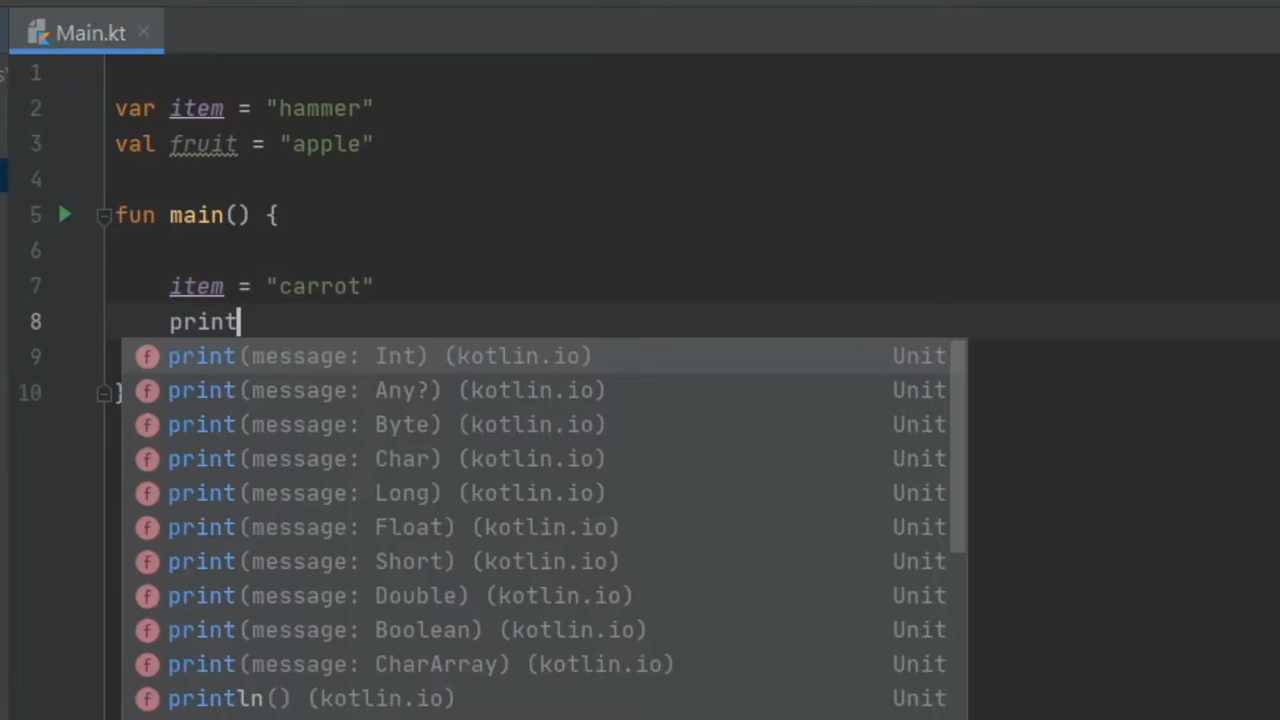 Main.kt
s
1
2 var item = "hammer"
3 val fruit = "apple"
4
5 fun main() {
6
7 item = "carrot"
8 print
9
10 }
f print(message: Int) (kotlin.io) Unit
f print(message: Any?) (kotlin.io) Unit
f print(message: Byte) (kotlin.io) Unit
f print(message: Char) (kotlin.io) Unit
f print(message: Long) (kotlin.io) Unit
f print(message: Float) (kotlin.io) Unit
f print(message: Short) (kotlin.io) Unit
f print(message: Double) (kotlin.io) Unit
f print(message: Boolean) (kotlin.io) Unit
f print(message: CharArray) (kotlin.io) Unit
f println() (kotlin.io) Unit